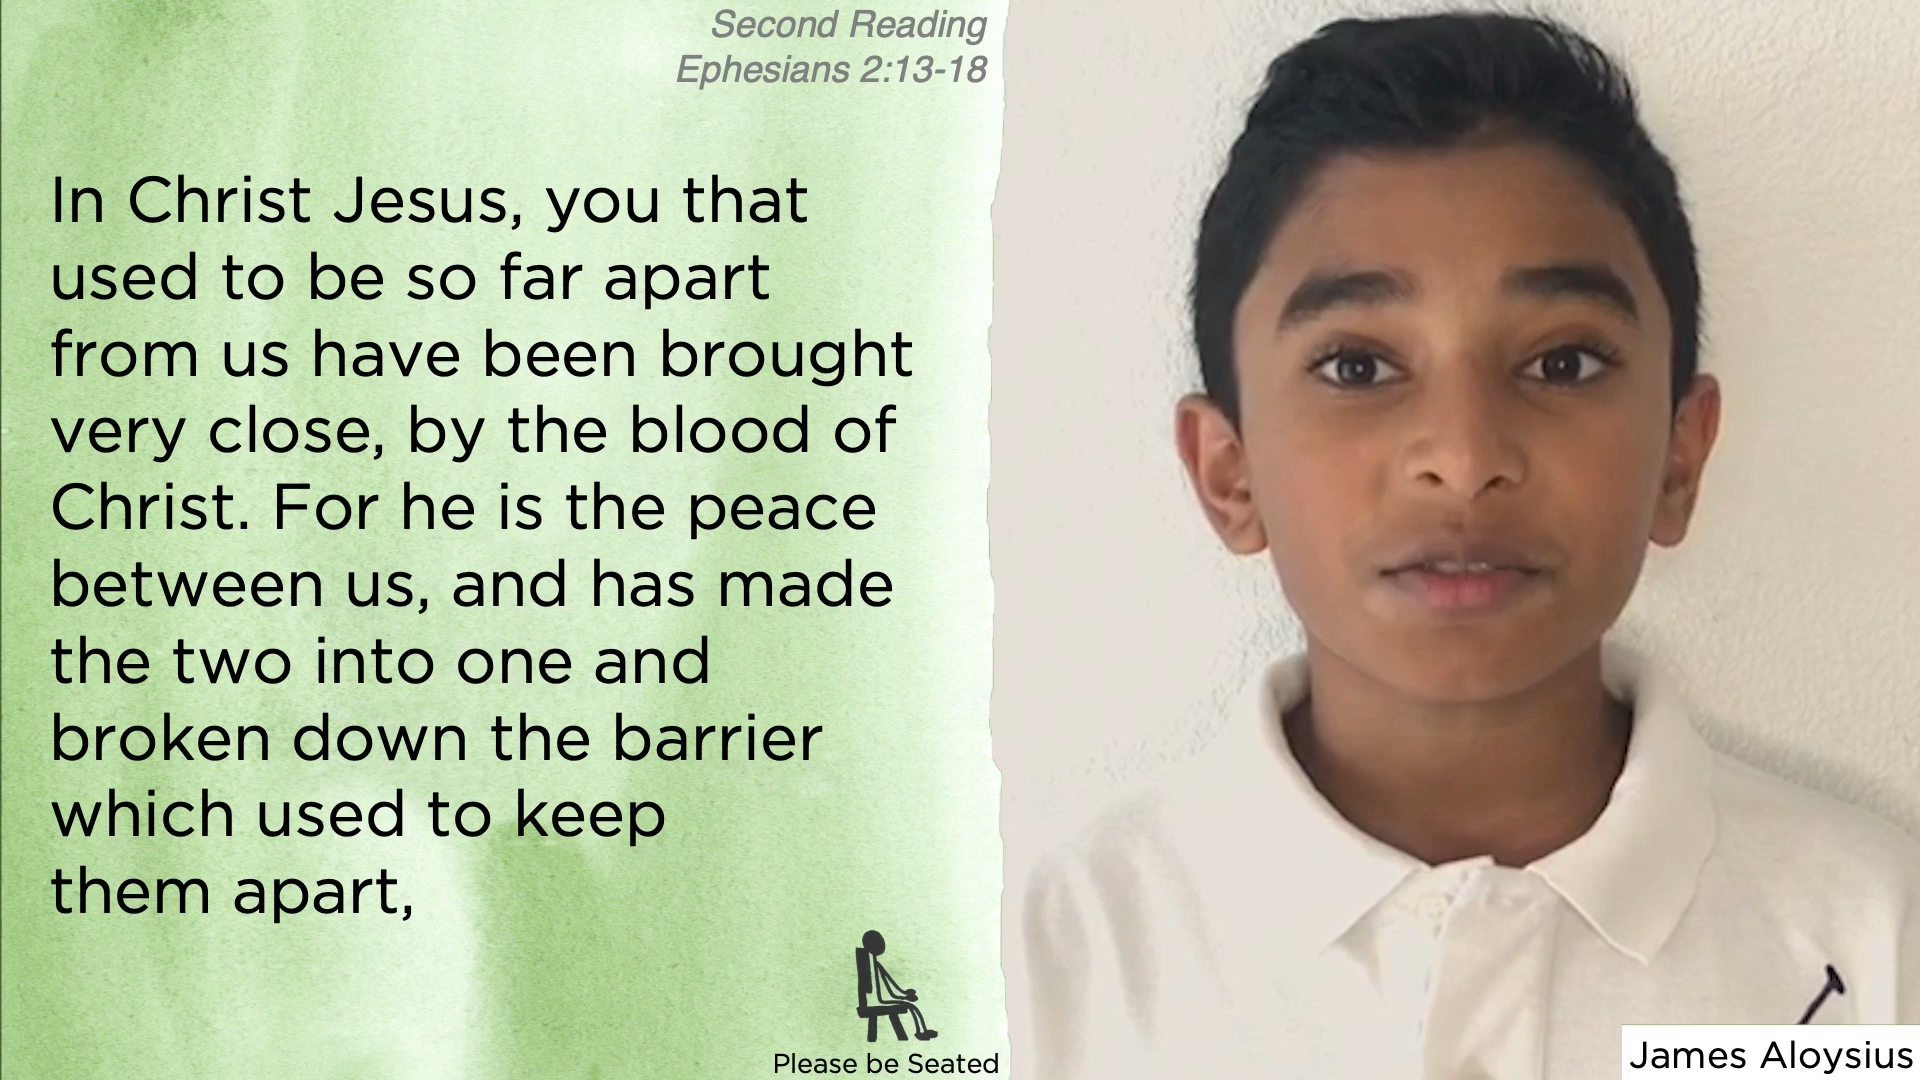 Second Reading
Ephesians 2:13-18
In Christ Jesus, you that
used to be so far apart
from us have been brought
very close, by the blood of
Christ. For he is the peace
between us, and has made
the two into one and
broken down the barrier
which used to keep
them apart,
Please be Seated
James Aloysius